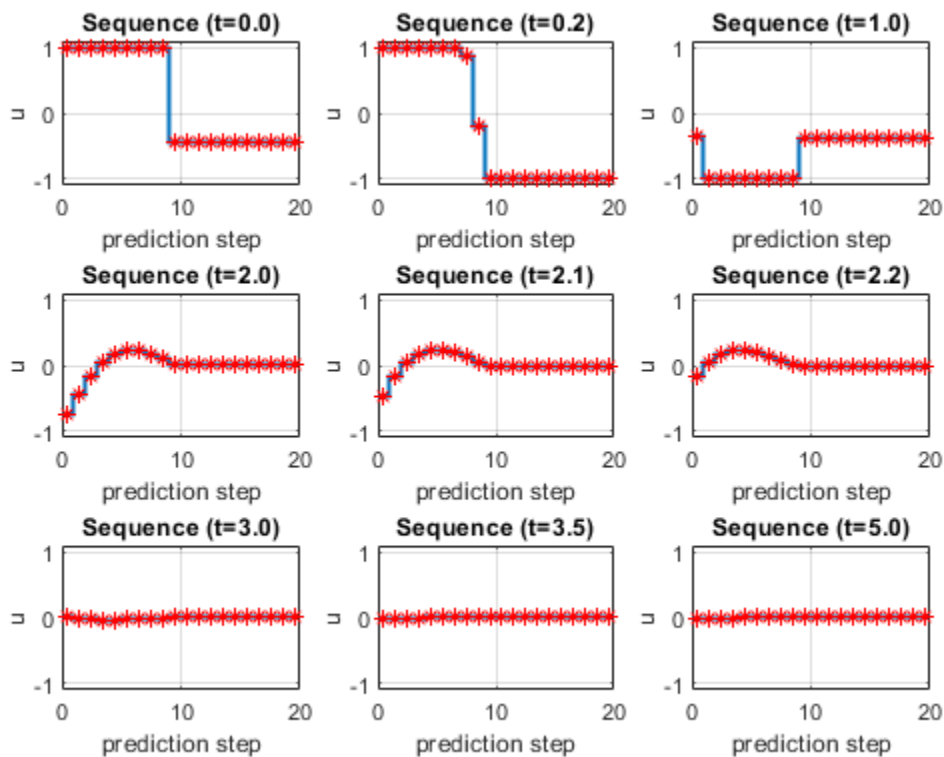 Sequence (t=0.0)
1
0
-1
u
0 10 20
prediction step
Sequence (t=0.2)
1
0
-1
u
0 10 20
prediction step
Sequence (t=1.0)
1
0
-1
u
0 10 20
prediction step
Sequence (t=2.0)
1
0
-1
u
0 10 20
prediction step
Sequence (t=2.1)
1
0
-1
u
0 10 20
prediction step
Sequence (t=2.2)
1
0
-1
u
0 10 20
prediction step
Sequence (t=3.0)
1
0
-1
u
0 10 20
prediction step
Sequence (t=3.5)
1
0
-1
u
0 10 20
prediction step
Sequence (t=5.0)
1
0
-1
u
0 10 20
prediction step